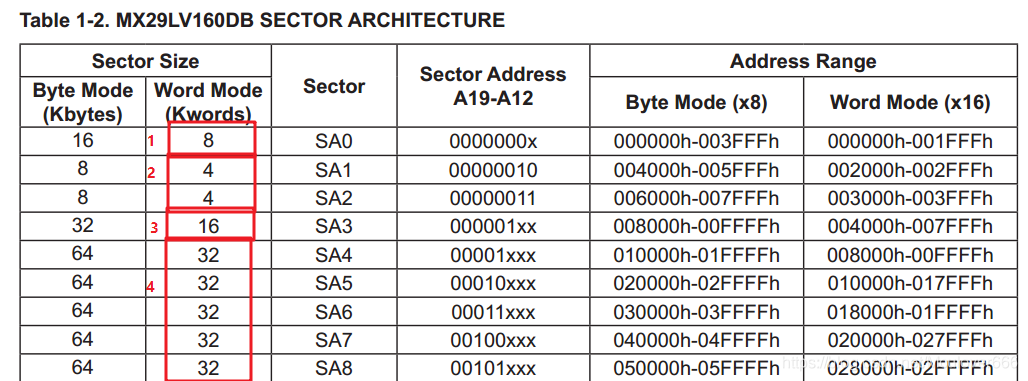 Table 1-2. MX29LV160DB SECTOR ARCHITECTURE
Sector Size Sector Sector Address A19-A12 Address Range
Byte Mode (Kbytes) Word Mode (Kwords) Byte Mode (x8) Word Mode (x16)
16 1 8 SA0 0000000x 000000h-003FFFh 000000h-001FFFh
8 2 4 SA1 00000010 004000h-005FFFh 002000h-002FFFh
8 4 SA2 00000011 006000h-007FFFh 003000h-003FFFh
32 3 16 SA3 000001xx 008000h-00FFFFh 004000h-007FFFh
64 32 SA4 00001xxx 010000h-01FFFFh 008000h-00FFFFh
64 4 32 SA5 00010xxx 020000h-02FFFFh 010000h-017FFFh
64 32 SA6 00011xxx 030000h-03FFFFh 018000h-01FFFFh
64 32 SA7 00100xxx 040000h-04FFFFh 020000h-027FFFh
64 32 SA8 00101xxx 050000h-05FFFFh 028000h-02FFFFh